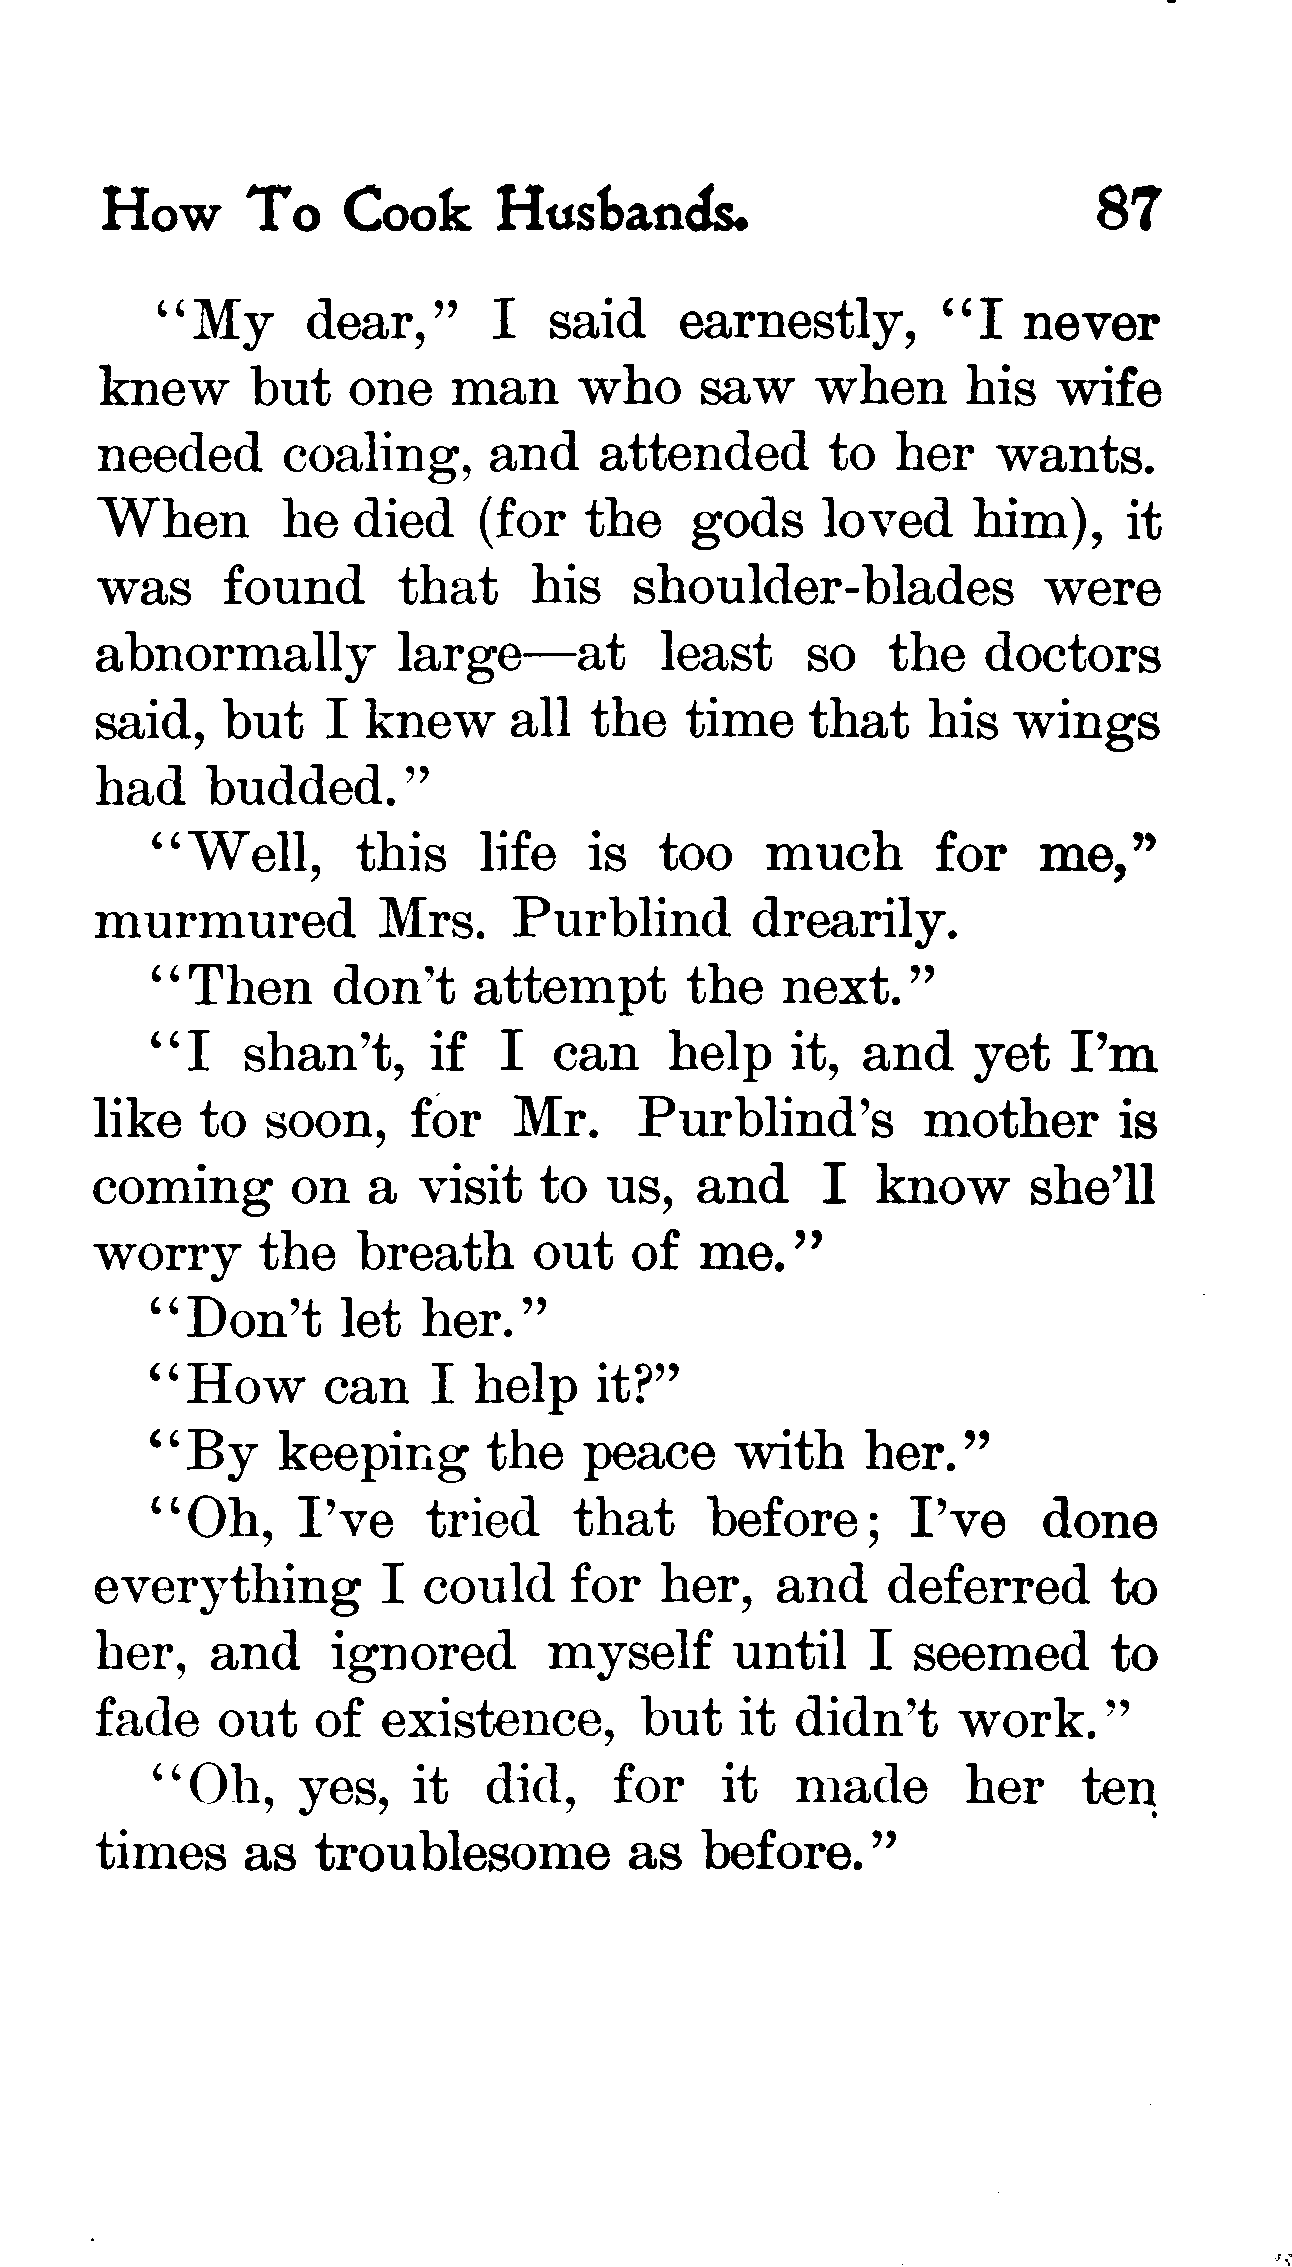 How To Cook Husbands. 87
"My dear," I said earnestly, "I never
knew but one man who saw when his wife
needed coaling, and attended to her wants.
When he died (for the gods loved him), it
was found that his shoulder-blades were
abnormally large—at least so the doctors
said, but I knew all the time that his wings
had budded."
"Well, this life is too much for me,"
murmured Mrs. Purblind drearily.
"Then don't attempt the next."
"I shan't, if I can help it, and yet I'm
like to soon, for Mr. Purblind's mother is
coming on a visit to us, and I know she'll
worry the breath out of me."
"Don't let her."
"How can I help it?"
"By keeping the peace with her."
"Oh, I've tried that before; I've done
everything I could for her, and deferred to
her, and ignored myself until I seemed to
fade out of existence, but it didn't work."
"Oh, yes, it did, for it made her ten
times as troublesome as before."